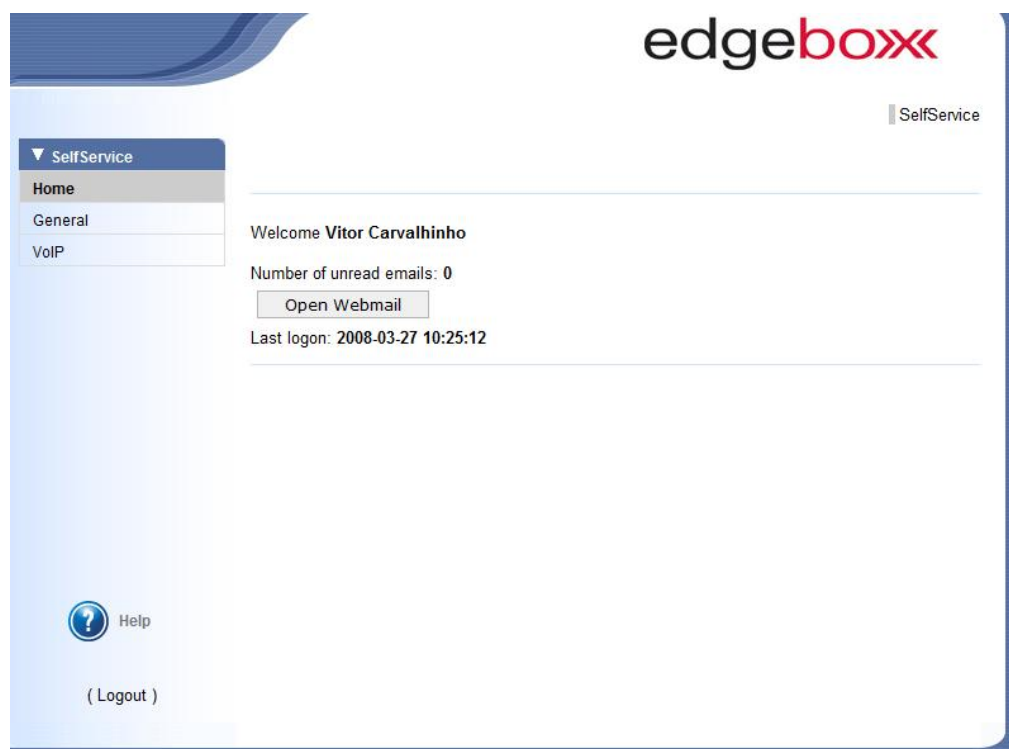 edgeboxx
SelfService
▼ SelfService
Home
General
VoIP
Welcome Vitor Carvalhinho
Number of unread emails: 0
Open Webmail
Last logon: 2008-03-27 10:25:12
? Help
( Logout )